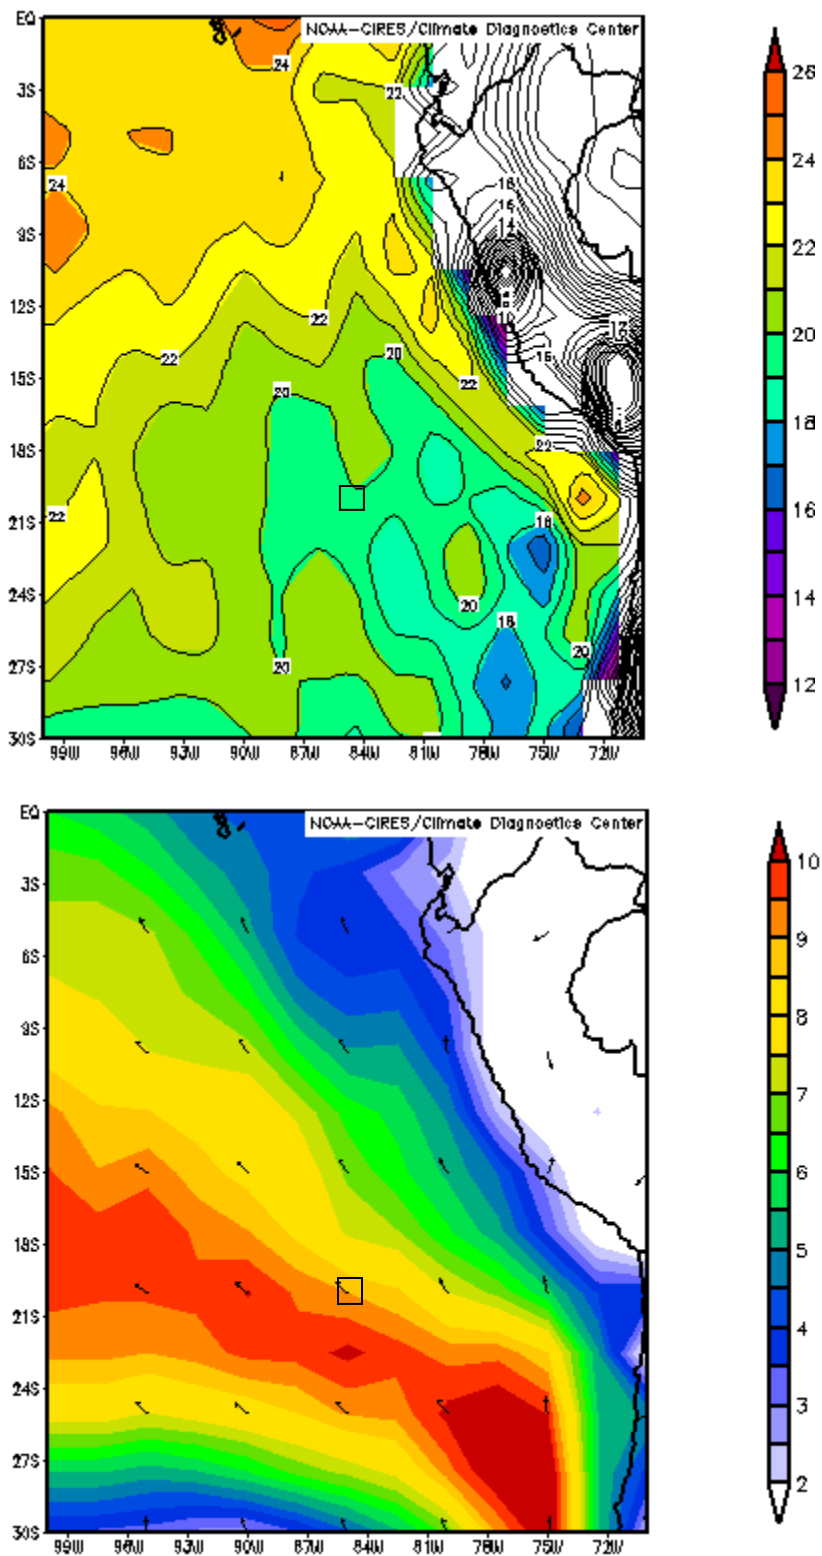 EQ
NOAA-CIRES/Climate Diagnostics Center
26
24
3S
22
24
6S
24
22
16
15
14
9S
12S
22
20
22
20
15
15S
22
20
18
18S
22
16
22
21S
18
14
24S
20
18
20
27S
20
12
30S
99W 96W 93W 90W 87W 84W 81W 78W 75W 72W
EQ
NOAA-CIRES/Climate Diagnostics Center
10
3S
9
6S
8
9S
7
12S
6
15S
5
18S
21S
4
24S
3
27S
2
30S
99W 96W 93W 90W 87W 84W 81W 78W 75W 72W